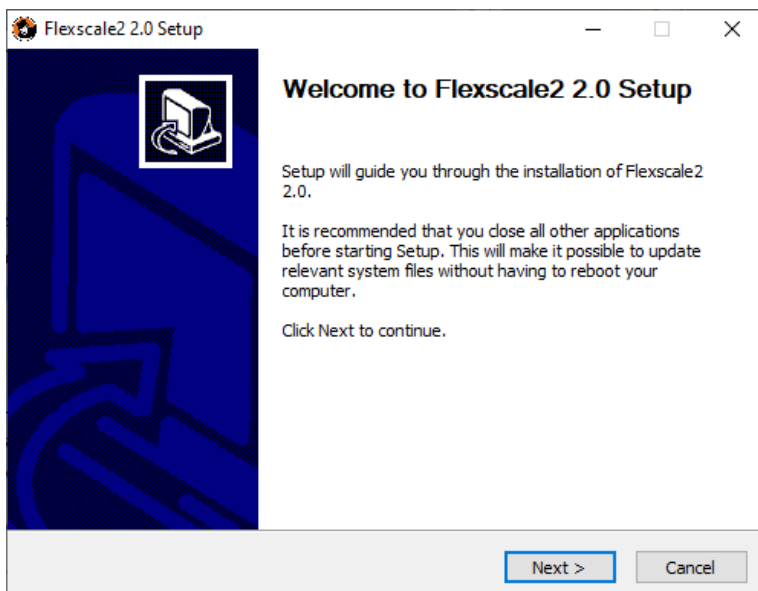 Flexscale2 2.0 Setup
Welcome to Flexscale2 2.0 Setup
Setup will guide you through the installation of Flexscale2
2.0.
It is recommended that you close all other applications
before starting Setup. This will make it possible to update
relevant system files without having to reboot your
computer.
Click Next to continue.
Next >
Cancel